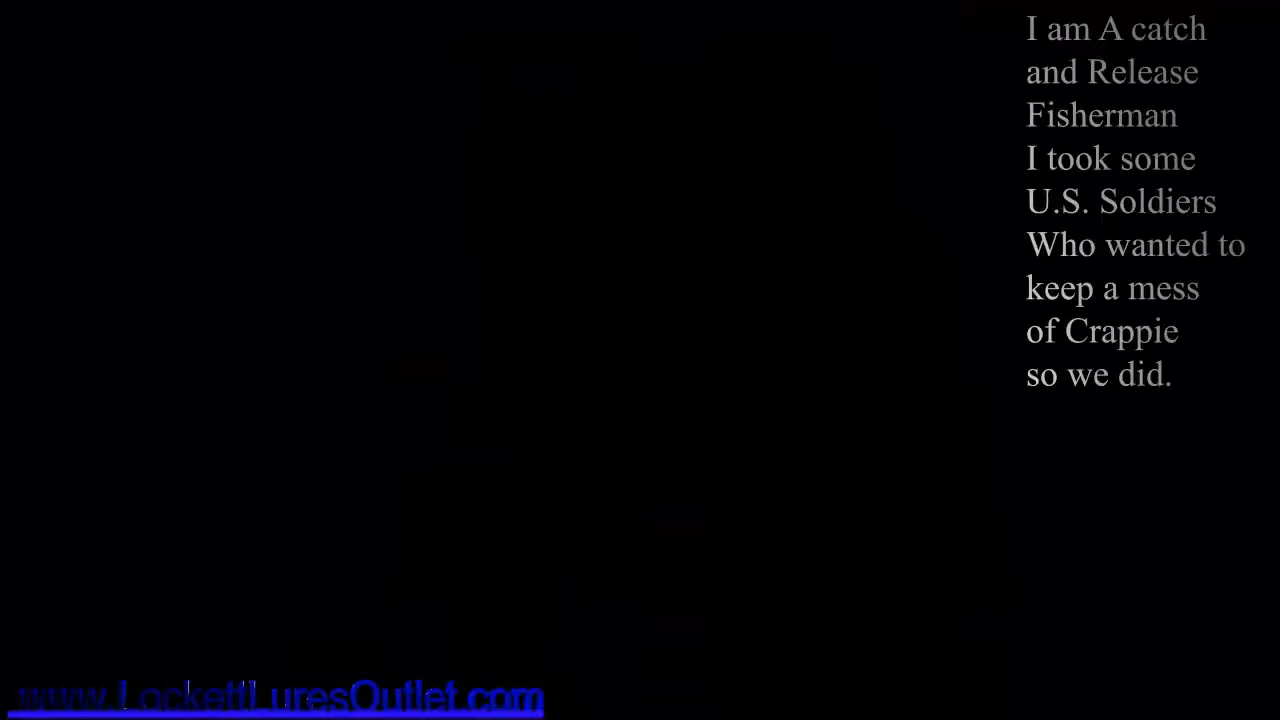 I am A catch
and Release
Fisherman
I took some
U.S. Soldiers
Who wanted to
keep a mess
of Crappie
so we did.
www.LockettLuresOutlet.com